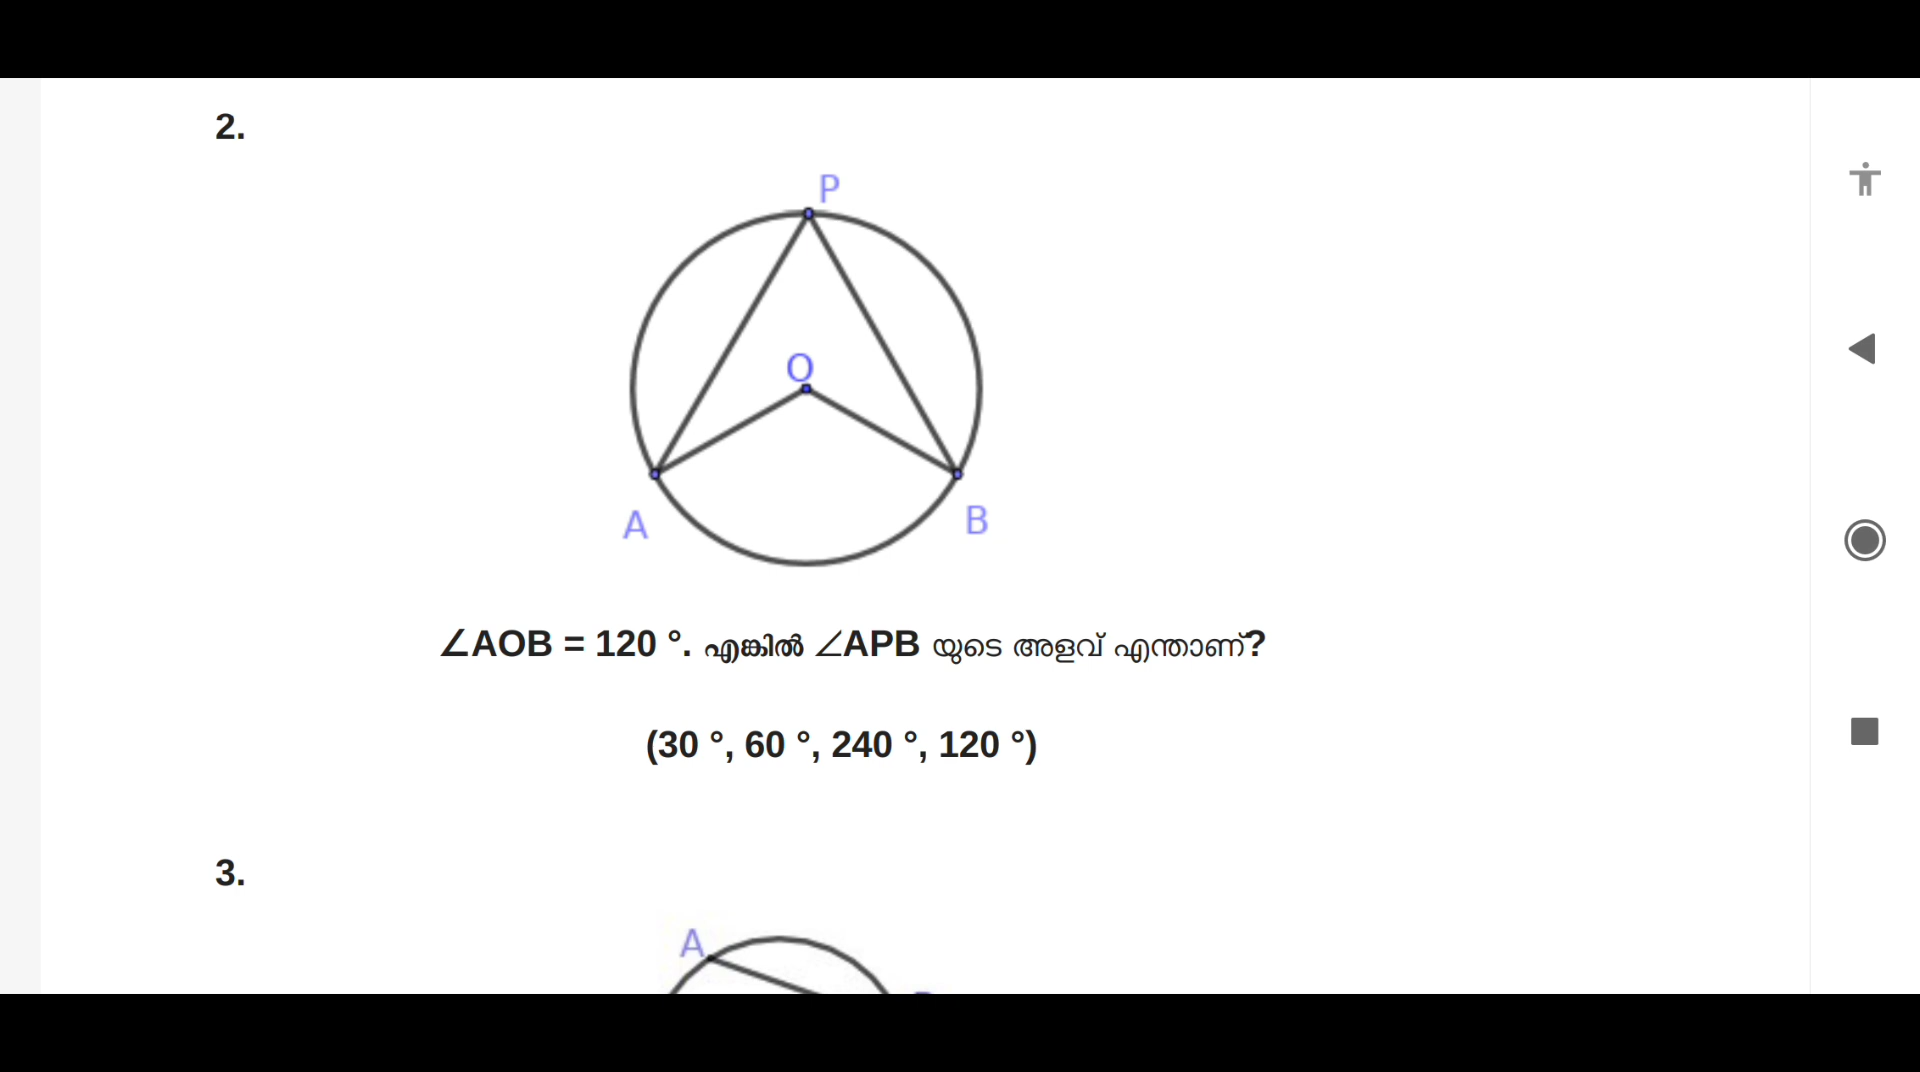 2.
P
O
A
B
∠AOB = 120 °. എങ്കിൽ ∠APB യുടെ അളവ് എന്താണ്?
(30 °, 60 °, 240 °, 120 °)
3.
A